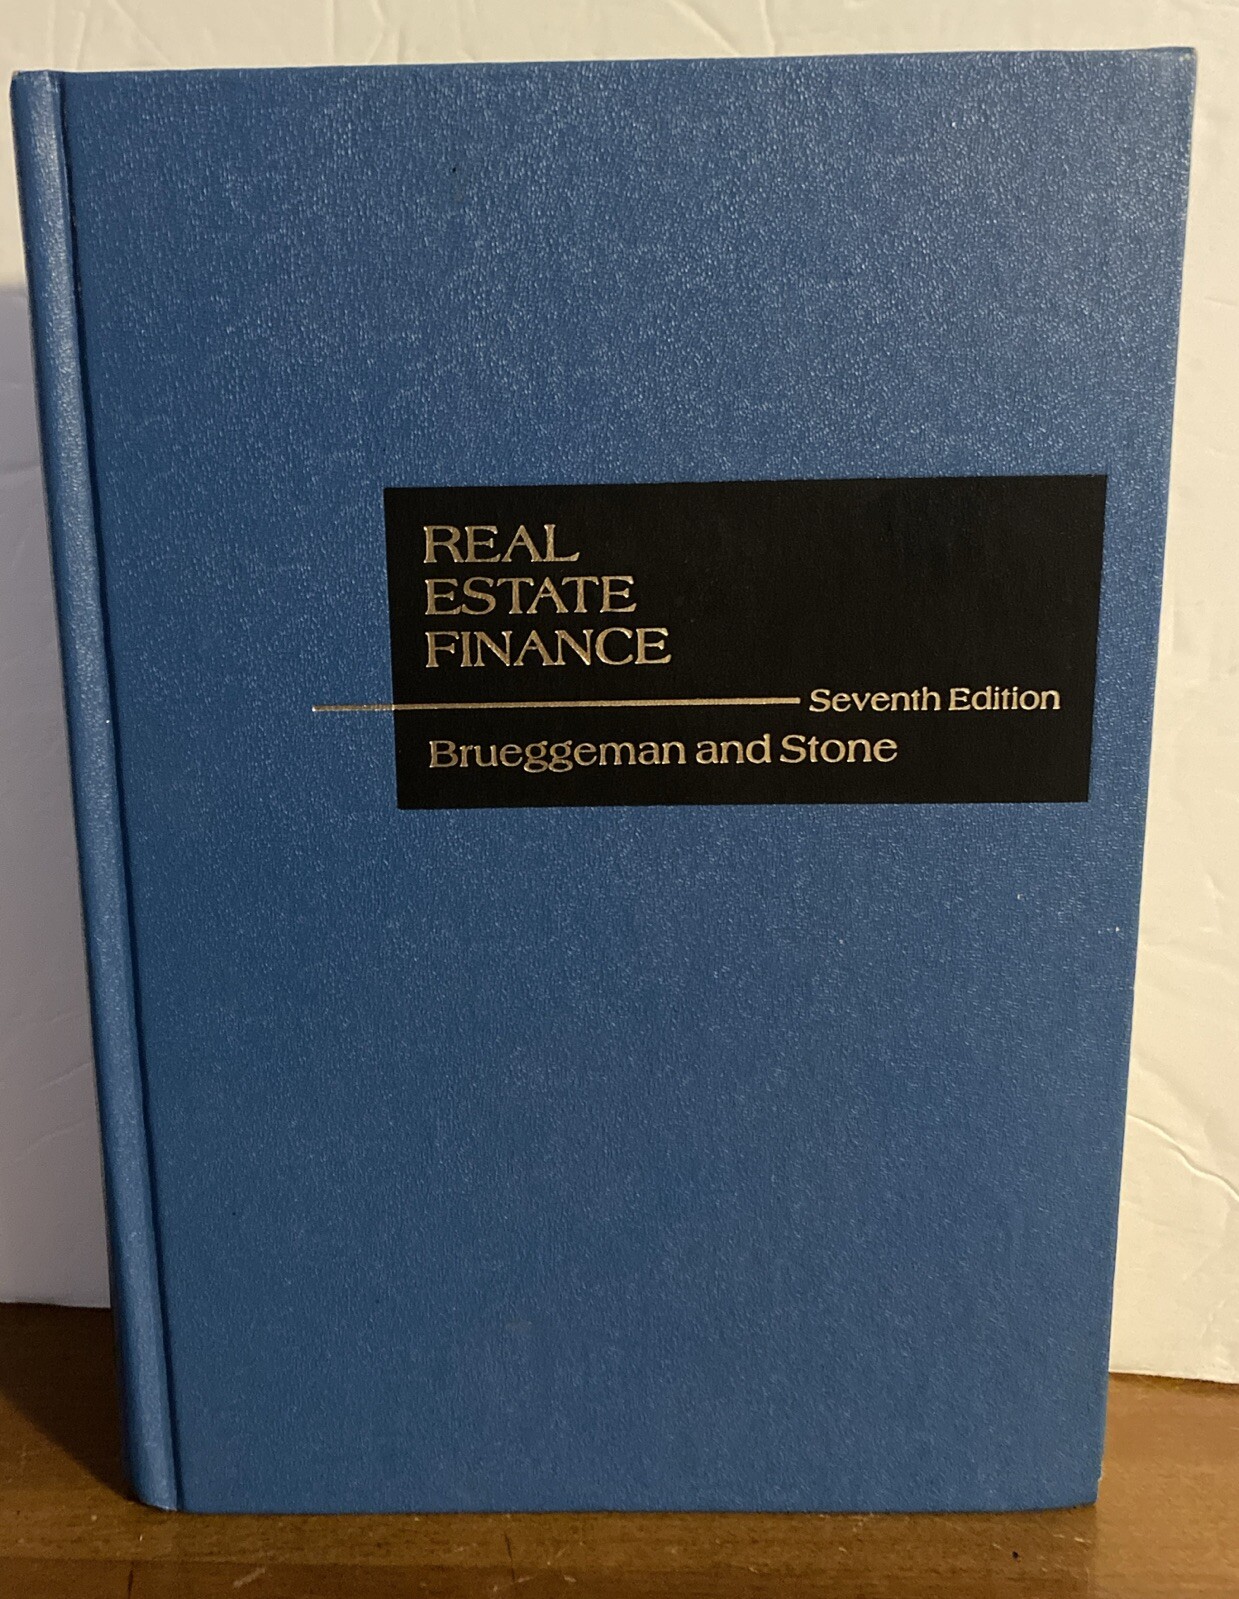 REAL
ESTATE
FINANCE
Seventh Edition
Brueggeman and Stone